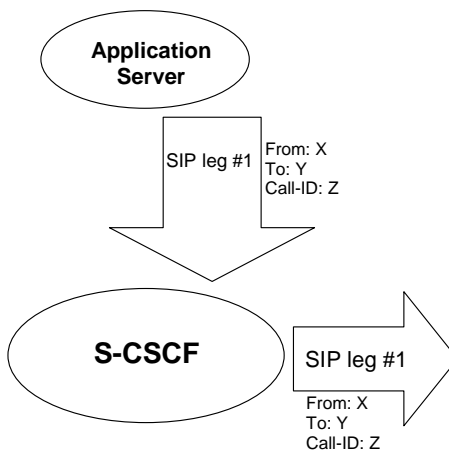 Application
Server
SIP leg #1
From: X
To: Y
Call-ID: Z
S-CSCF
SIP leg #1
From: X
To: Y
Call-ID: Z